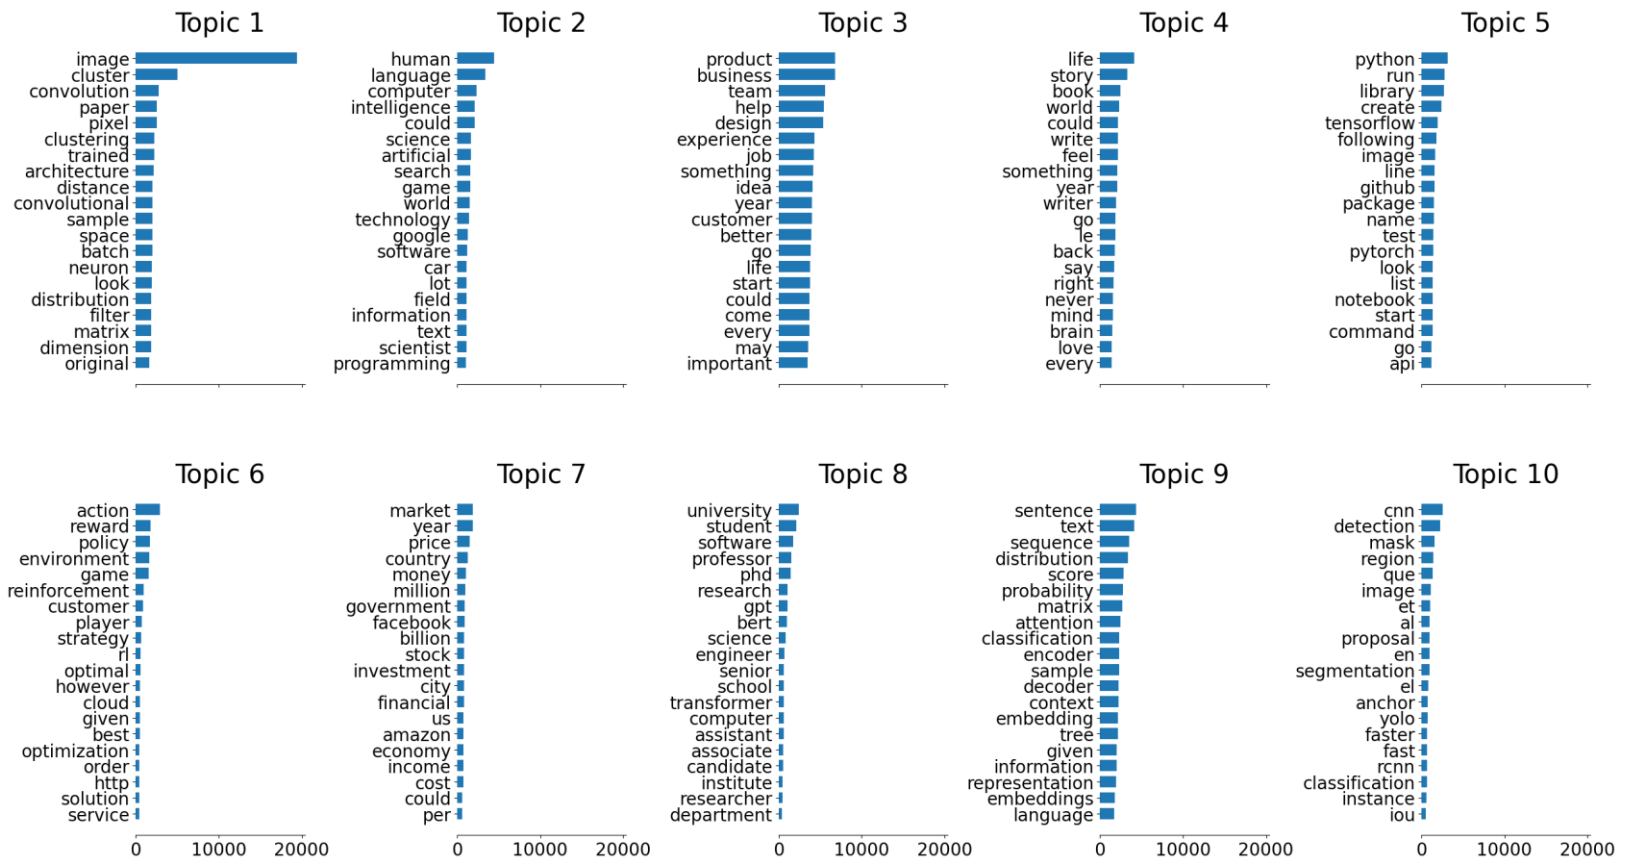 Topic 1
image
cluster
convolution
paper
pixel
clustering
trained
architecture
distance
convolutional
sample
space
batch
neuron
look
distribution
filter
matrix
dimension
original
Topic 2
human
language
computer
intelligence
could
science
artificial
search
game
world
technology
google
software
car
lot
field
information
text
scientist
programming
Topic 3
product
business
team
help
design
experience
job
something
idea
year
customer
better
go
life
start
could
come
every
may
important
Topic 4
life
story
book
world
could
write
feel
something
year
writer
go
le
back
say
right
never
mind
brain
love
every
Topic 5
python
run
library
create
tensorflow
following
image
line
github
package
name
test
pytorch
look
list
notebook
start
command
go
api
Topic 6
action
reward
policy
environment
game
reinforcement
customer
player
strategy
rl
optimal
however
cloud
given
best
optimization
order
http
solution
service
0 10000 20000
Topic 7
market
year
price
country
money
million
government
facebook
billion
stock
investment
city
financial
us
amazon
economy
income
cost
could
per
0 10000 20000
Topic 8
university
student
software
professor
phd
research
gpt
bert
science
engineer
senior
school
transformer
computer
assistant
associate
candidate
institute
researcher
department
0 10000 20000
Topic 9
sentence
text
sequence
distribution
score
probability
matrix
attention
classification
encoder
sample
decoder
context
embedding
tree
given
information
representation
embeddings
language
0 10000 20000
Topic 10
cnn
detection
mask
region
que
image
et
al
proposal
en
segmentation
el
anchor
yolo
faster
fast
rcnn
classification
instance
iou
0 10000 20000